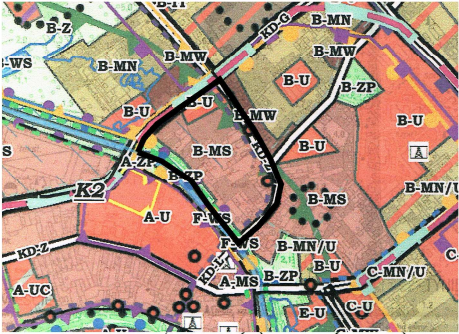 B-Z
B-MW
KD-G
B-MN
B-MW
B-WS
B-MN
B-U
B-ZP
B-U
B-U
B-MW
B-U
S
B-MS
B-U
A-ZP
B-ZP
A
K2
B-MS
B-MN/U
A-U
F-WS
F-WS
B-MN/U
KD-Z
KD-L
B-U
C-
A-UC
A-MS
B-ZP
C-MN/U
E-U
C-U
A